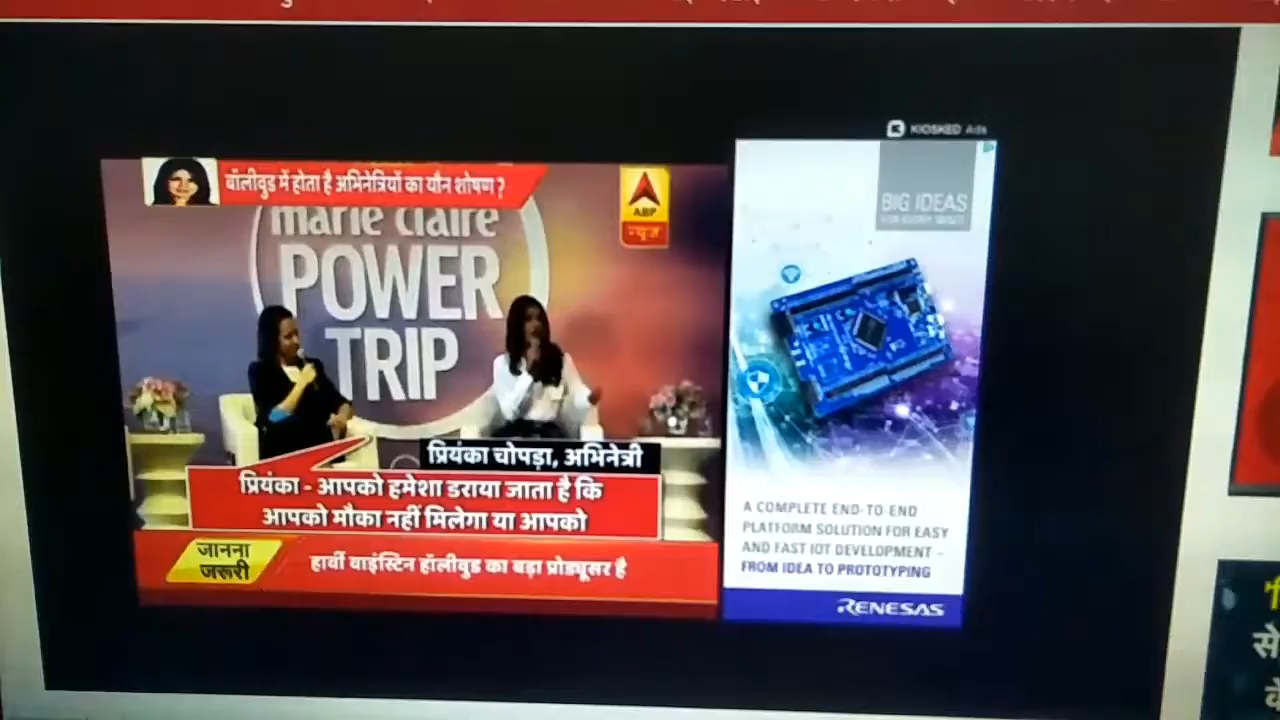 बॉलीवुड में होता है अभिनेत्रियों का यौन शोषण ?
ABP
न्यूज़
marie claire
POWER
TRIP
प्रियंका चोपड़ा, अभिनेत्री
प्रियंका - आपको हमेशा डराया जाता है कि
आपको मौका नहीं मिलेगा या आपको
जानना
जरूरी
हार्वी वाइंस्टिन हॉलीवुड का बड़ा प्रोड्यूसर है
KIOSKED Ads
BIG IDEAS
A COMPLETE END-TO-END
PLATFORM SOLUTION FOR EASY
AND FAST IOT DEVELOPMENT –
FROM IDEA TO PROTOTYPING
RENESAS
से